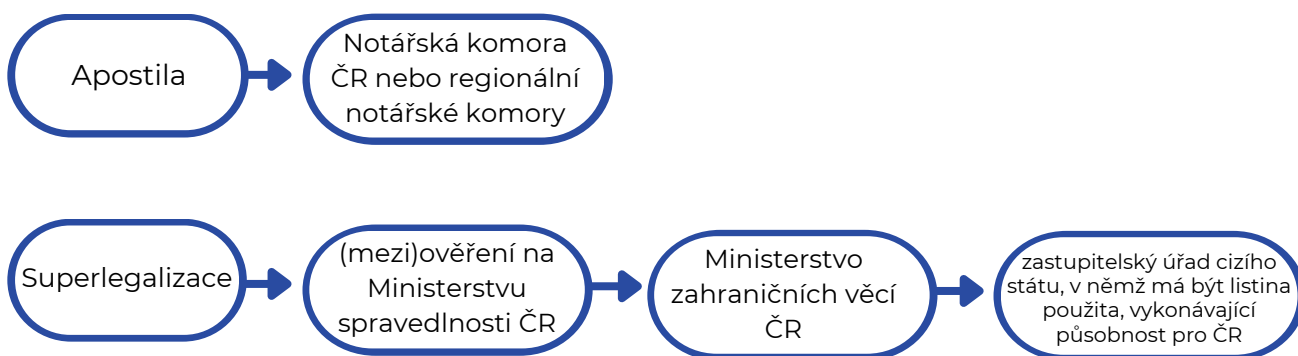 Apostila
Notářská komora
ČR nebo regionální
notářské komory
Superlegalizace
(mezi)ověření na
Ministerstvu
spravedlnosti ČR
Ministerstvo
zahraničních věcí
ČR
zastupitelský úřad cizího
státu, v němž má být listina
použita, vykonávající
působnost pro ČR